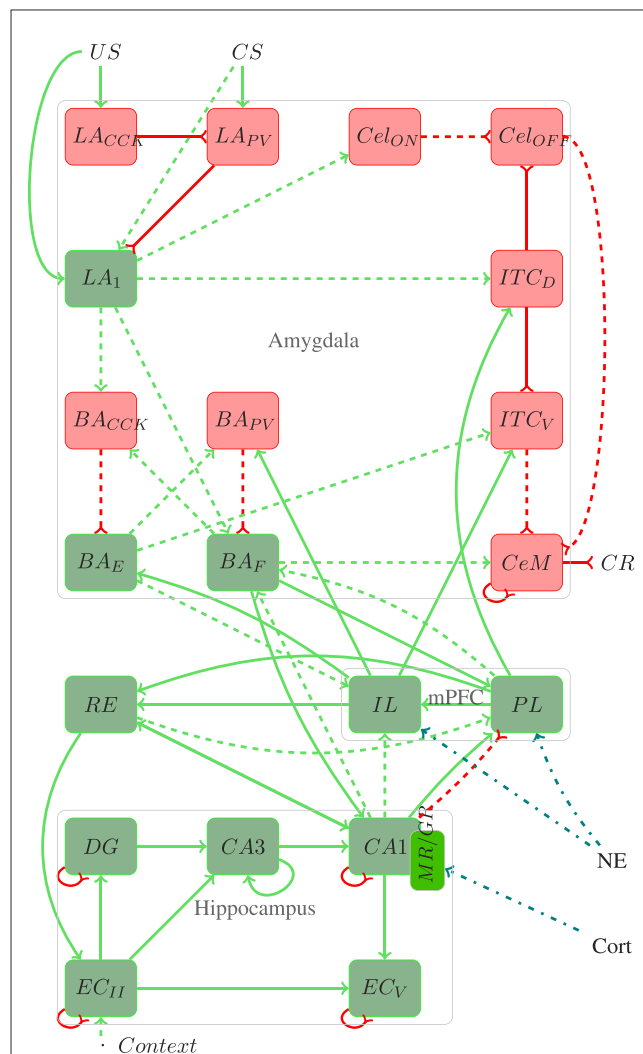 US CS
LA_CCK LA_PV Cel_ON Cel_OFF
LA_1 ITC_D
Amygdala
BA_CCK BA_PV ITC_V
BA_E BA_F CeM CR
RE IL mPFC PL
DG CA3 CA1 MR/GR NE
Hippocampus
Cort
EC_II EC_V
· Context